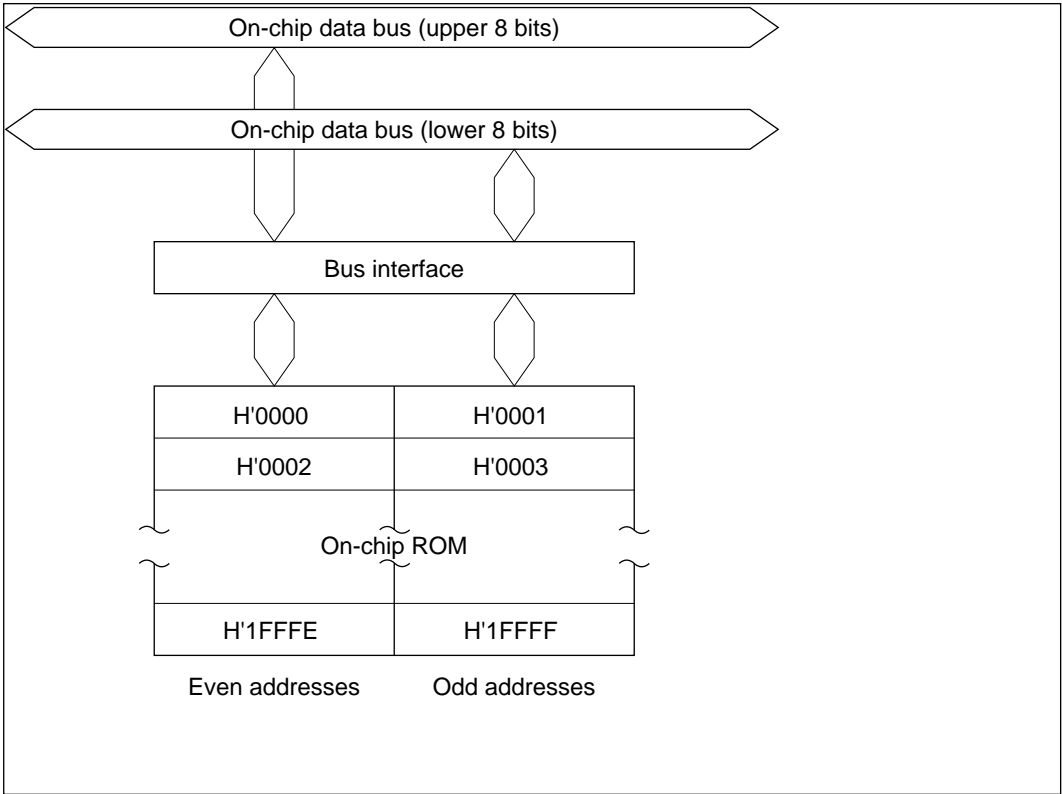 On-chip data bus (upper 8 bits)
On-chip data bus (lower 8 bits)
Bus interface
H'0000 H'0001
H'0002 H'0003
On-chip ROM
H'1FFFE H'1FFFF
Even addresses Odd addresses